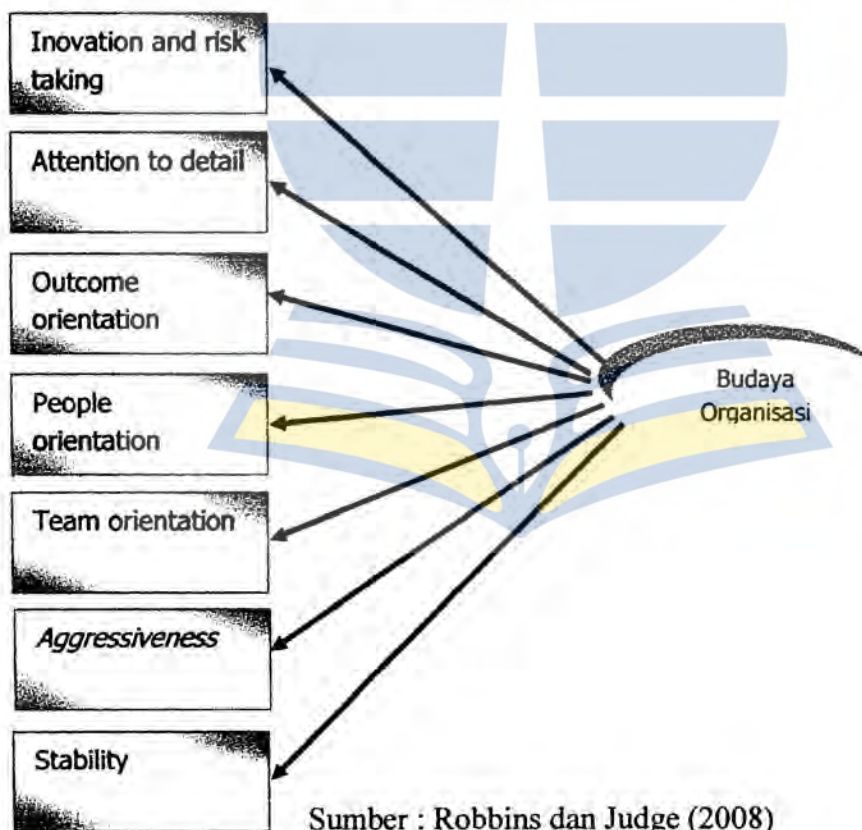 Inovation and risk
taking
Attention to detail
Outcome
orientation
People
orientation
Team orientation
Aggressiveness
Stability
Budaya
Organisasi
Sumber : Robbins dan Judge (2008)